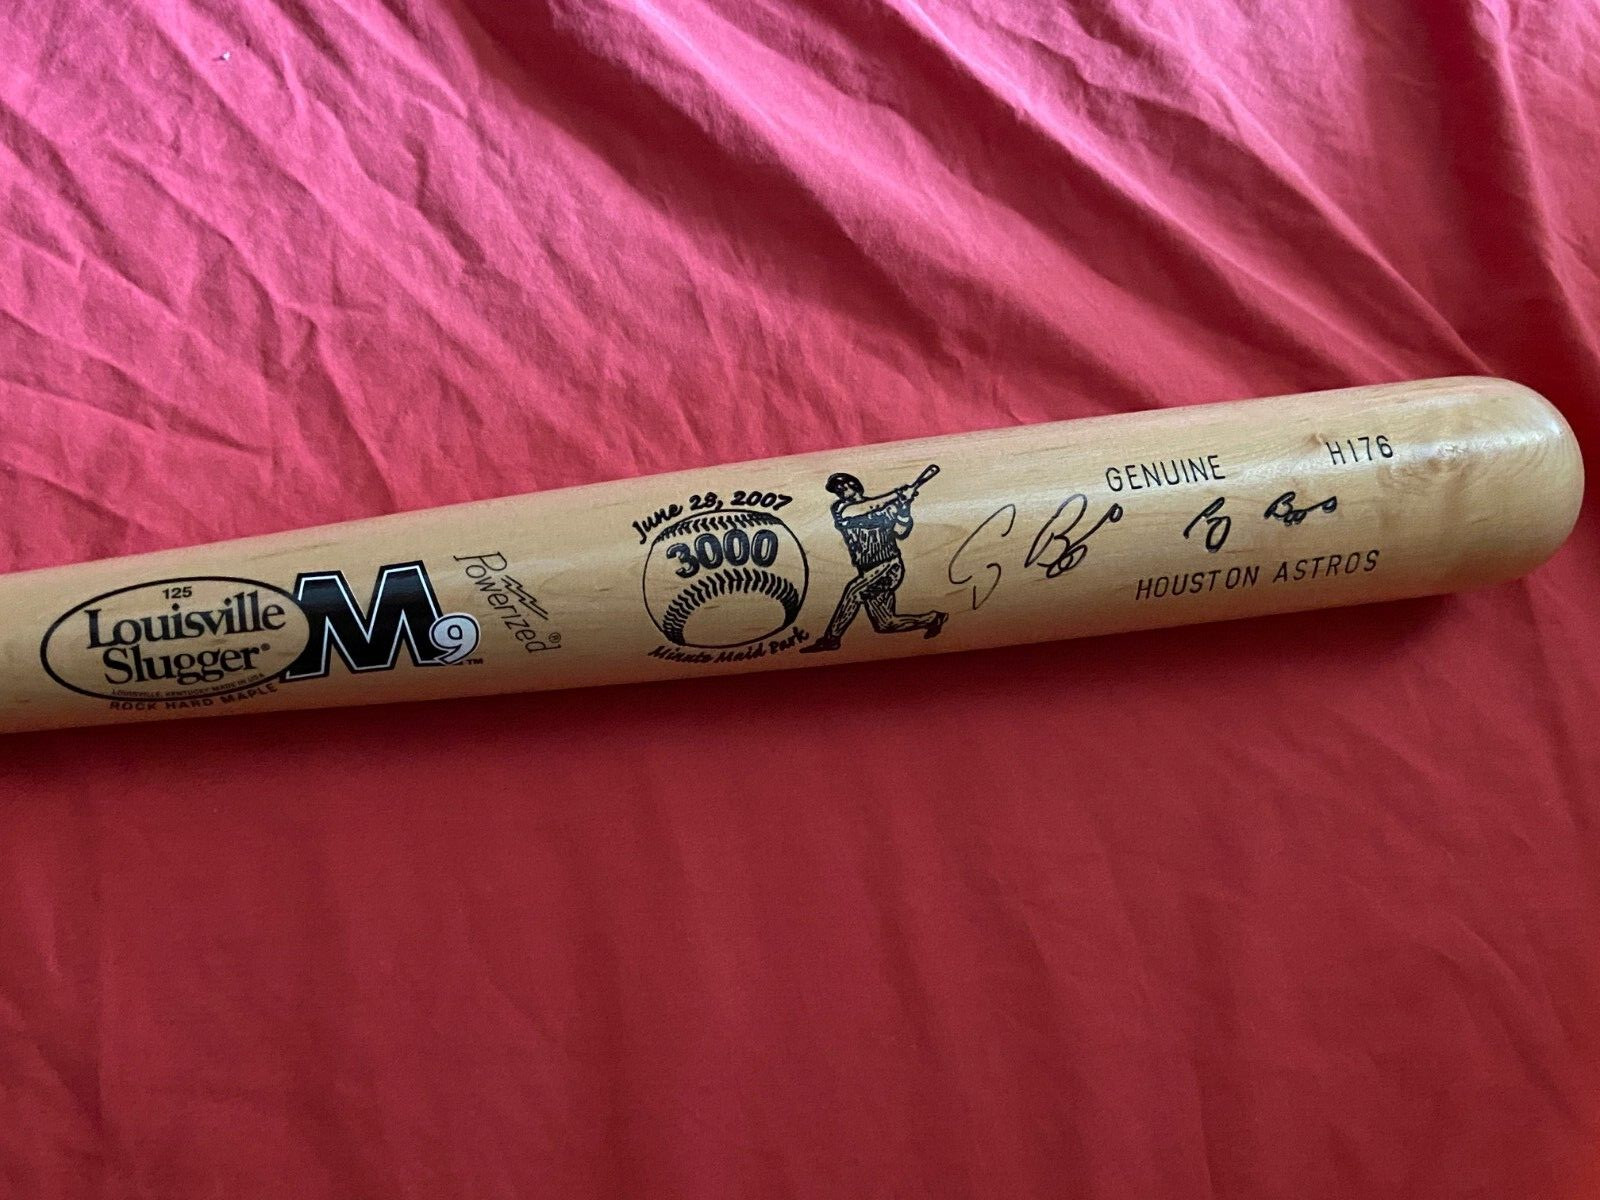 125
Louisville
Slugger®
LOUISVILLE, KENTUCKY MADE IN USA
ROCK HARD MAPLE
M9™
Powerized®
June 28, 2007
3000
Minute Maid Park
GENUINE
H176
HOUSTON ASTROS